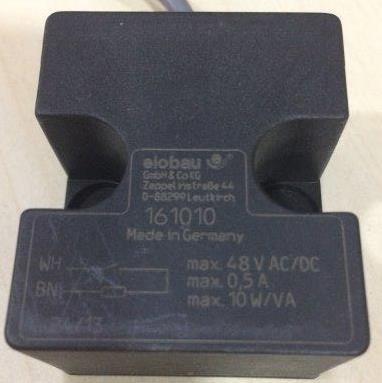 elobau
GmbH & Co KG
Zeppelinstraße 44
D-88299 Leutkirch
161010
Made in Germany
WH
BN
max. 48 V AC/DC
max. 0,5 A
max. 10 W/VA